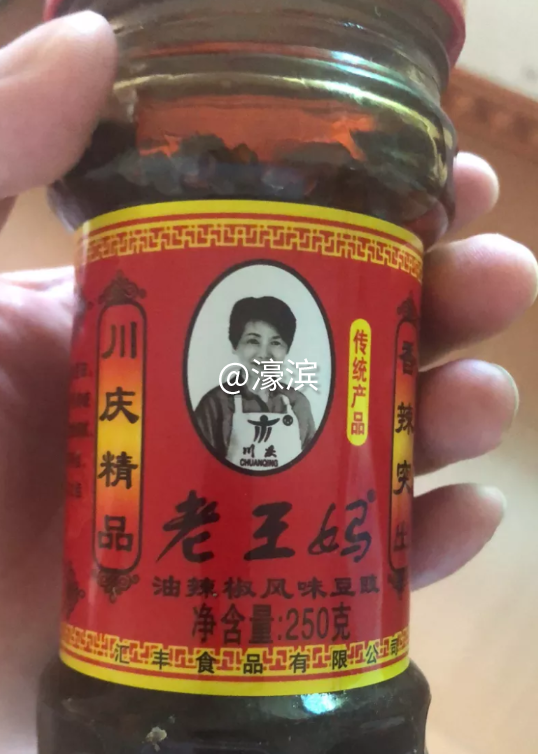 川庆精品
传统产品
香辣突出
@濠滨
川庆
CHUANQING
老王妈
油辣椒风味豆豉
净含量:250克
汇丰食品有限公司